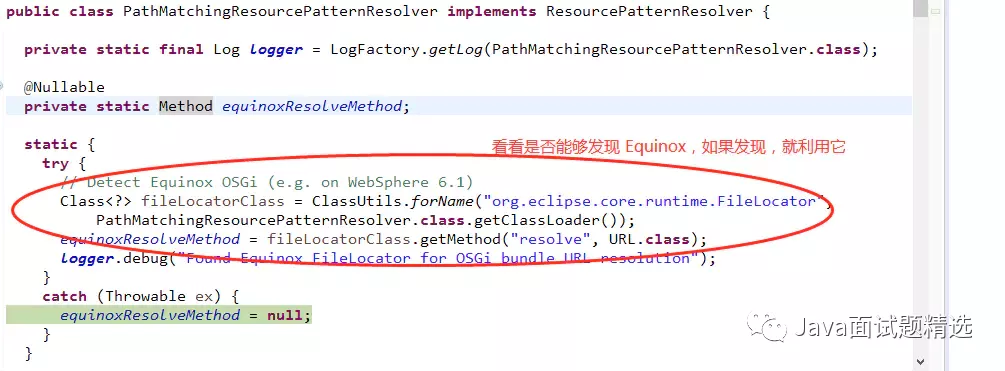 public class PathMatchingResourcePatternResolver implements ResourcePatternResolver {
private static final Log logger = LogFactory.getLog(PathMatchingResourcePatternResolver.class);
@Nullable
private static Method equinoxResolveMethod;
static {
看看是否能够发现 Equinox，如果发现，就利用它
try {
// Detect Equinox OSGi (e.g. on WebSphere 6.1)
Class<?> fileLocatorClass = ClassUtils.forName("org.eclipse.core.runtime.FileLocator",
PathMatchingResourcePatternResolver.class.getClassLoader());
equinoxResolveMethod = fileLocatorClass.getMethod("resolve", URL.class);
logger.debug("Found Equinox FileLocator for OSGi bundle URL resolution");
}
catch (Throwable ex) {
equinoxResolveMethod = null;
}
}
Java面试题精选